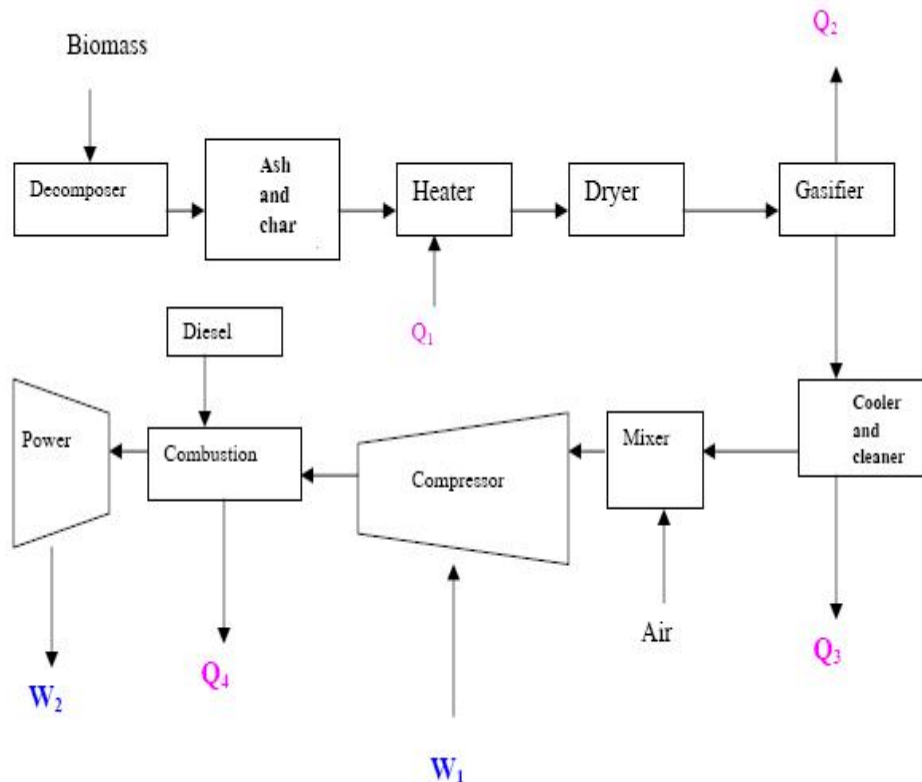 Biomass
Q₂
Decomposer
Ash
and
char
Heater
Dryer
Gasifier
Q₁
Diesel
Power
Combustion
Compressor
Mixer
Cooler
and
cleaner
Air
W₂
Q₄
Q₃
W₁